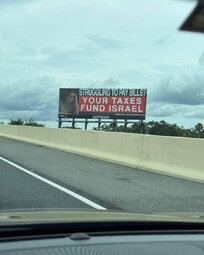 STRUGGLING TO PAY BILLS?
YOUR TAXES
FUND ISRAEL